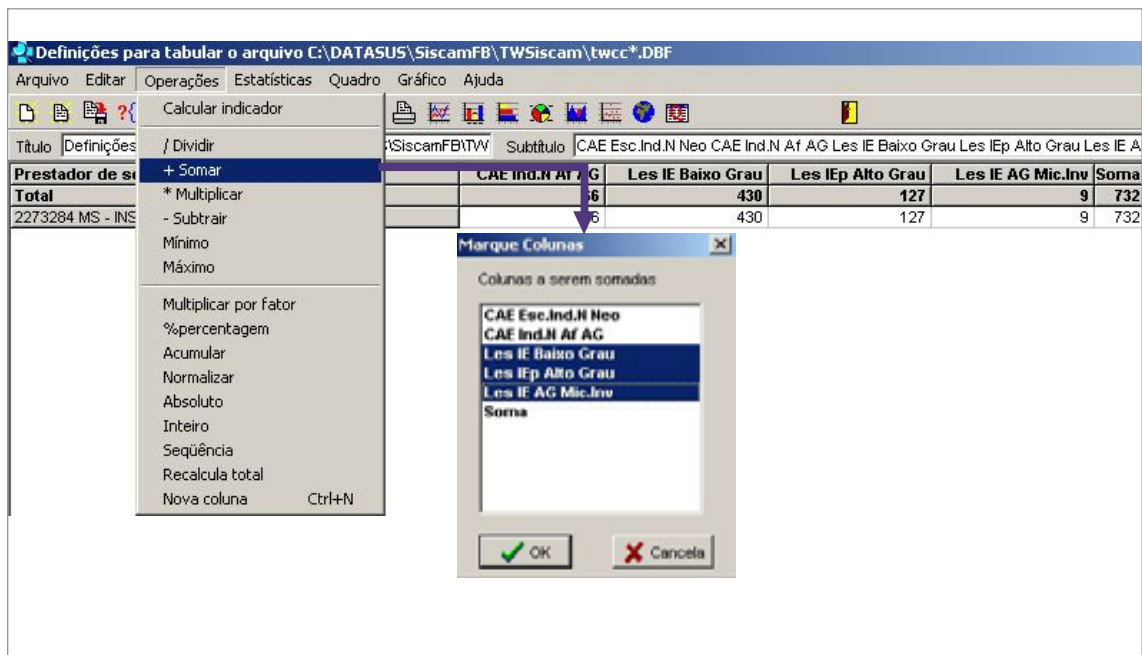 Definições para tabular o arquivo C:\DATASUS\SiscamFB\TWSiscam\twcc*.DBF
Arquivo Editar Operações Estatísticas Quadro Gráfico Ajuda
Título Definições \SiscamFB\TW Subtítulo CAE Esc.Ind.N Neo CAE Ind.N Af AG Les IE Baixo Grau Les IEp Alto Grau Les IE A
Prestador de se CAE Ind.N Af AG Les IE Baixo Grau Les IEp Alto Grau Les IE AG Mic.Inv Soma
Total 66 430 127 9 732
2273284 MS - INS 6 430 127 9 732
Calcular indicador
/ Dividir
+ Somar
* Multiplicar
- Subtrair
Mínimo
Máximo
Multiplicar por fator
%percentagem
Acumular
Normalizar
Absoluto
Inteiro
Seqüência
Recalcula total
Nova coluna Ctrl+N
Marque Colunas
Colunas a serem somadas
CAE Esc.Ind.N Neo
CAE Ind.N Af AG
Les IE Baixo Grau
Les IEp Alto Grau
Les IE AG Mic.Inv
Soma
OK Cancela